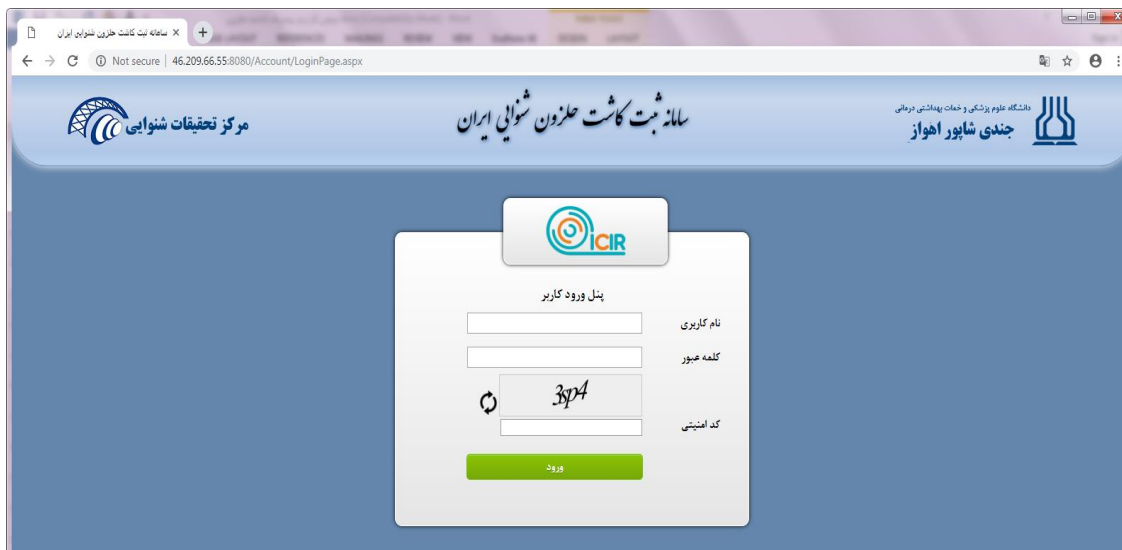 سامانه ثبت کاشت حلزون شنوایی ایران
Not secure | 46.209.66.55:8080/Account/LoginPage.aspx
دانشگاه علوم پزشکی و خدمات بهداشتی درمانی
جندی شاپور اهواز
سامانه ثبت کاشت حلزون شنوائی ایران
مرکز تحقیقات شنوایی
iCIR
پنل ورود کاربر
نام کاربری
کلمه عبور
3sp4
کد امنیتی
ورود